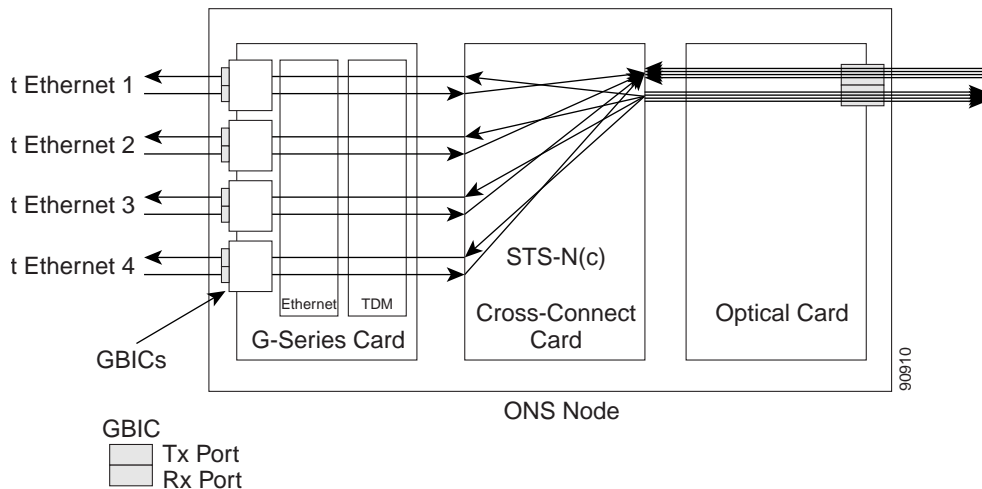 t Ethernet 1
t Ethernet 2
t Ethernet 3
t Ethernet 4
GBICs
Ethernet
TDM
G-Series Card
STS-N(c)
Cross-Connect
Card
Optical Card
90910
ONS Node
GBIC
Tx Port
Rx Port